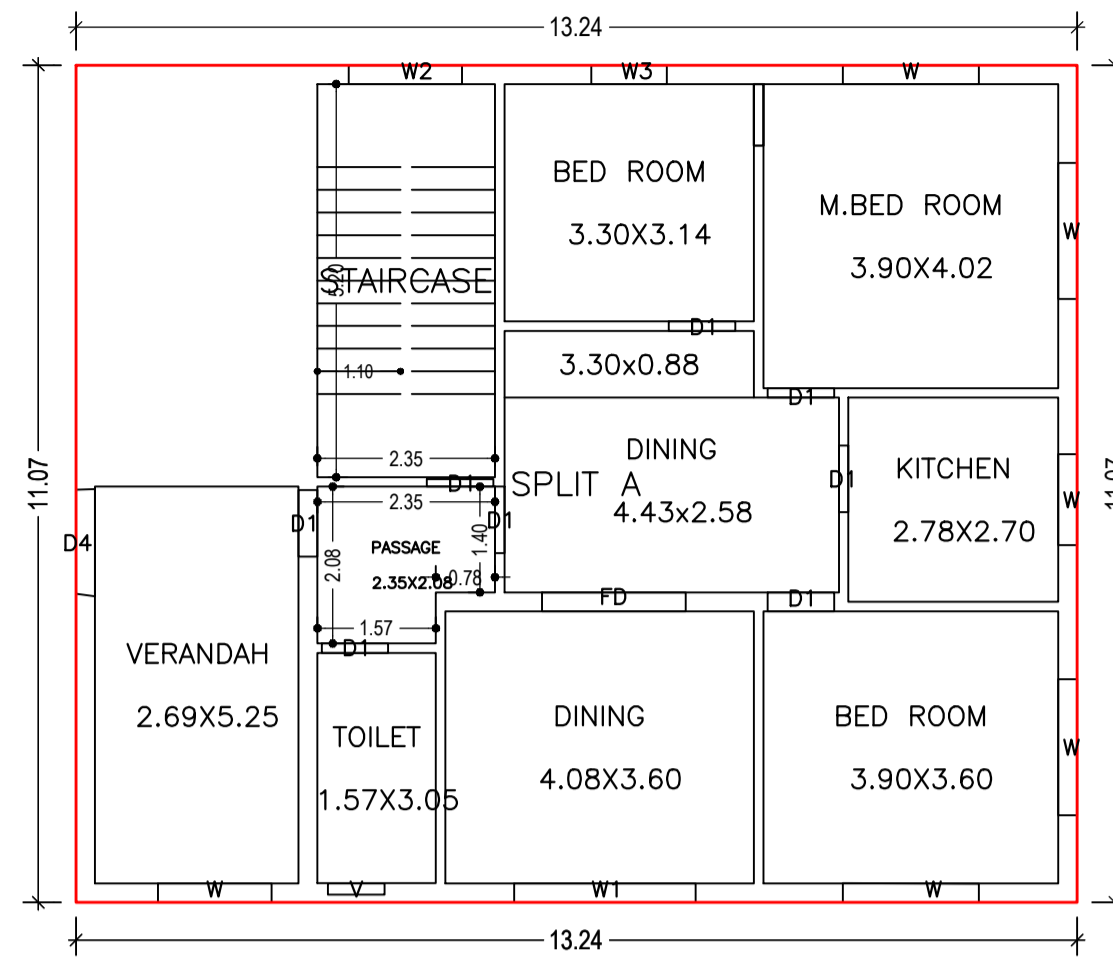 13.24
W2
W3
W
BED ROOM
3.30X3.14
M.BED ROOM
3.90X4.02
W
STAIRCASE
5.20
1.10
D1
3.30x0.88
D1
2.35
DINING
SPLIT A
4.43x2.58
D1
KITCHEN
2.78X2.70
W
11.07
11.07
D1
2.35
D1
D1
D4
PASSAGE
2.35X2.08
2.08
1.40
0.78
1.57
D1
FD
D1
VERANDAH
2.69X5.25
TOILET
1.57X3.05
DINING
4.08X3.60
BED ROOM
3.90X3.60
W
W
V
W1
W
13.24